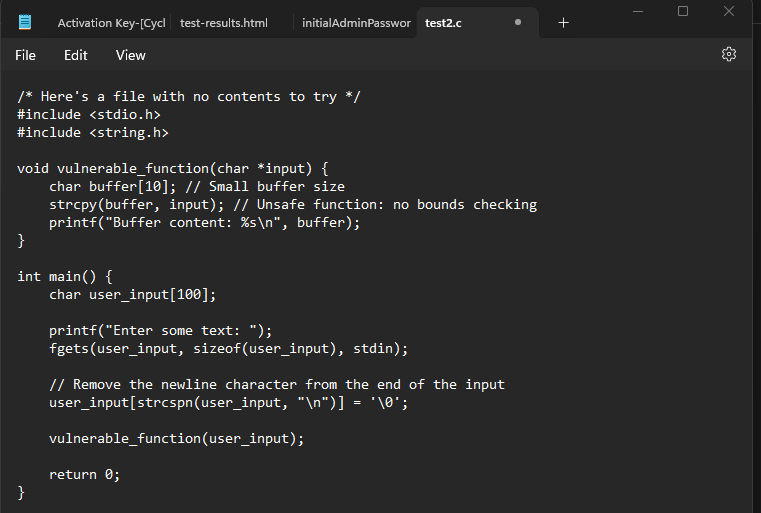 Activation Key-[Cycl test-results.html initialAdminPasswor test2.c
File Edit View
/* Here's a file with no contents to try */
#include <stdio.h>
#include <string.h>
void vulnerable_function(char *input) {
    char buffer[10]; // Small buffer size
    strcpy(buffer, input); // Unsafe function: no bounds checking
    printf("Buffer content: %s\n", buffer);
}
int main() {
    char user_input[100];
    printf("Enter some text: ");
    fgets(user_input, sizeof(user_input), stdin);
    // Remove the newline character from the end of the input
    user_input[strcspn(user_input, "\n")] = '\0';
    vulnerable_function(user_input);
    return 0;
}